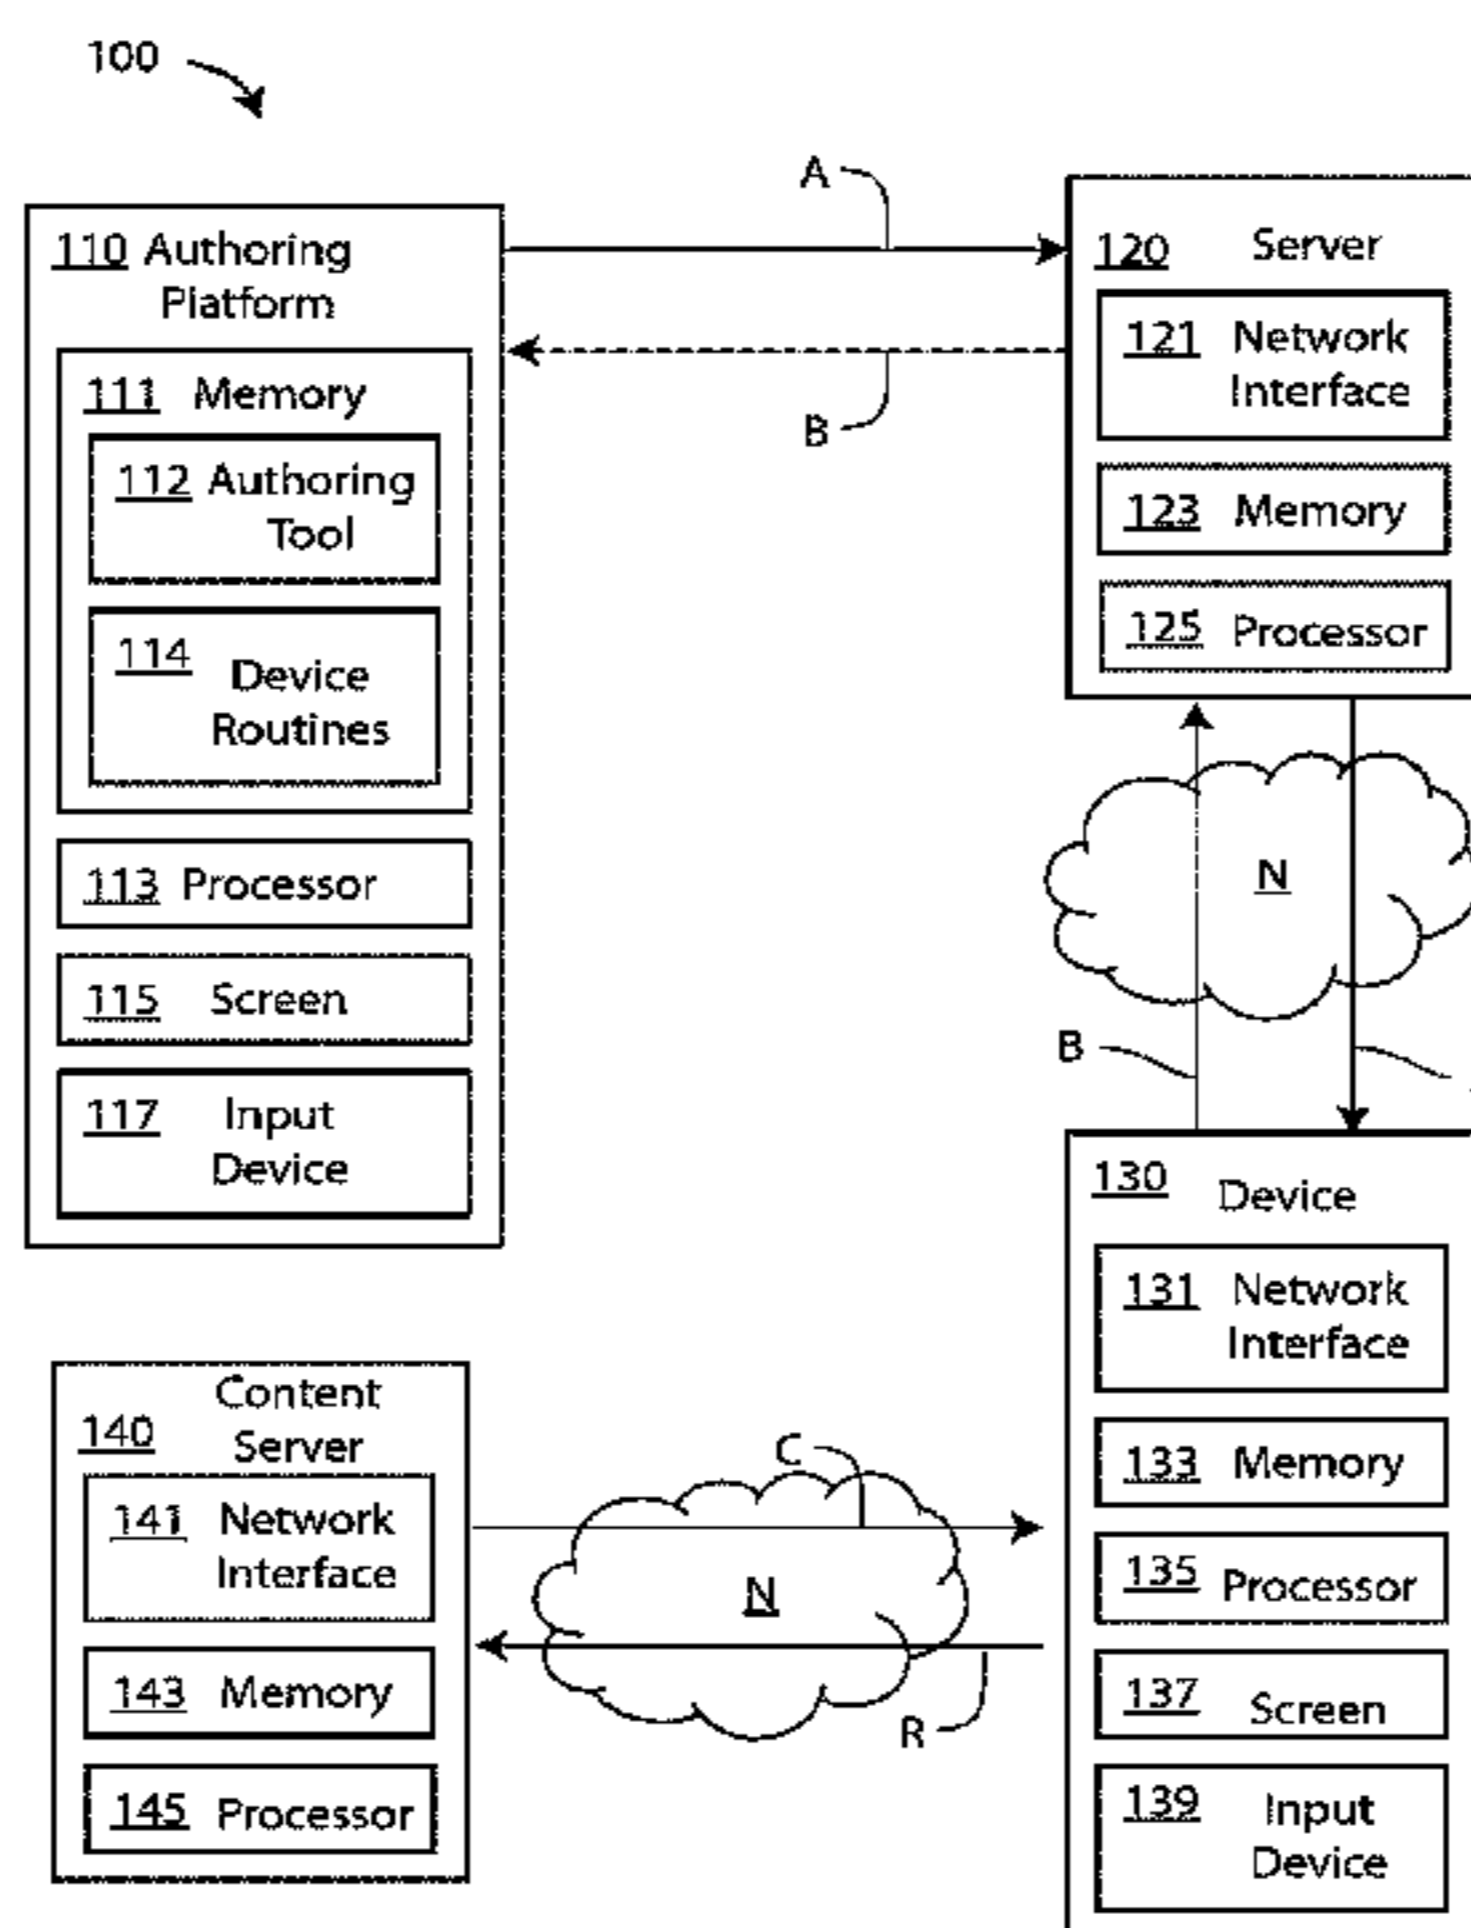 100
A
110 Authoring
Platform
111 Memory
112 Authoring
Tool
114 Device
Routines
113 Processor
115 Screen
117 Input
Device
B
120 Server
121 Network
Interface
123 Memory
125 Processor
N
B
130 Device
131 Network
Interface
133 Memory
135 Processor
137 Screen
139 Input
Device
Content
140 Server
141 Network
Interface
143 Memory
145 Processor
C
N
R